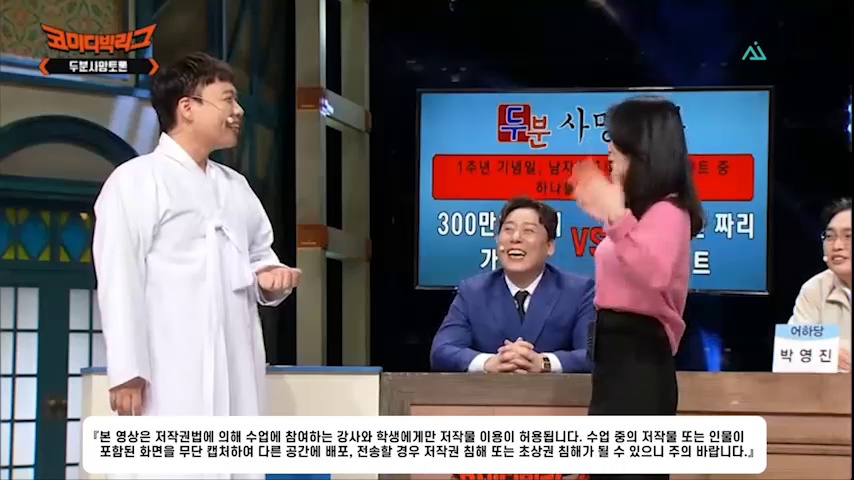 코미디빅리그
두분사망토론
두분 사망
1주년 기념일, 남자
트 중
하나
300만
VS
짜리
가
트
어하당
박영진
『본 영상은 저작권법에 의해 수업에 참여하는 강사와 학생에게만 저작물 이용이 허용됩니다. 수업 중의 저작물 또는 인물이
포함된 화면을 무단 캡처하여 다른 공간에 배포, 전송할 경우 저작권 침해 또는 초상권 침해가 될 수 있으니 주의 바랍니다.』